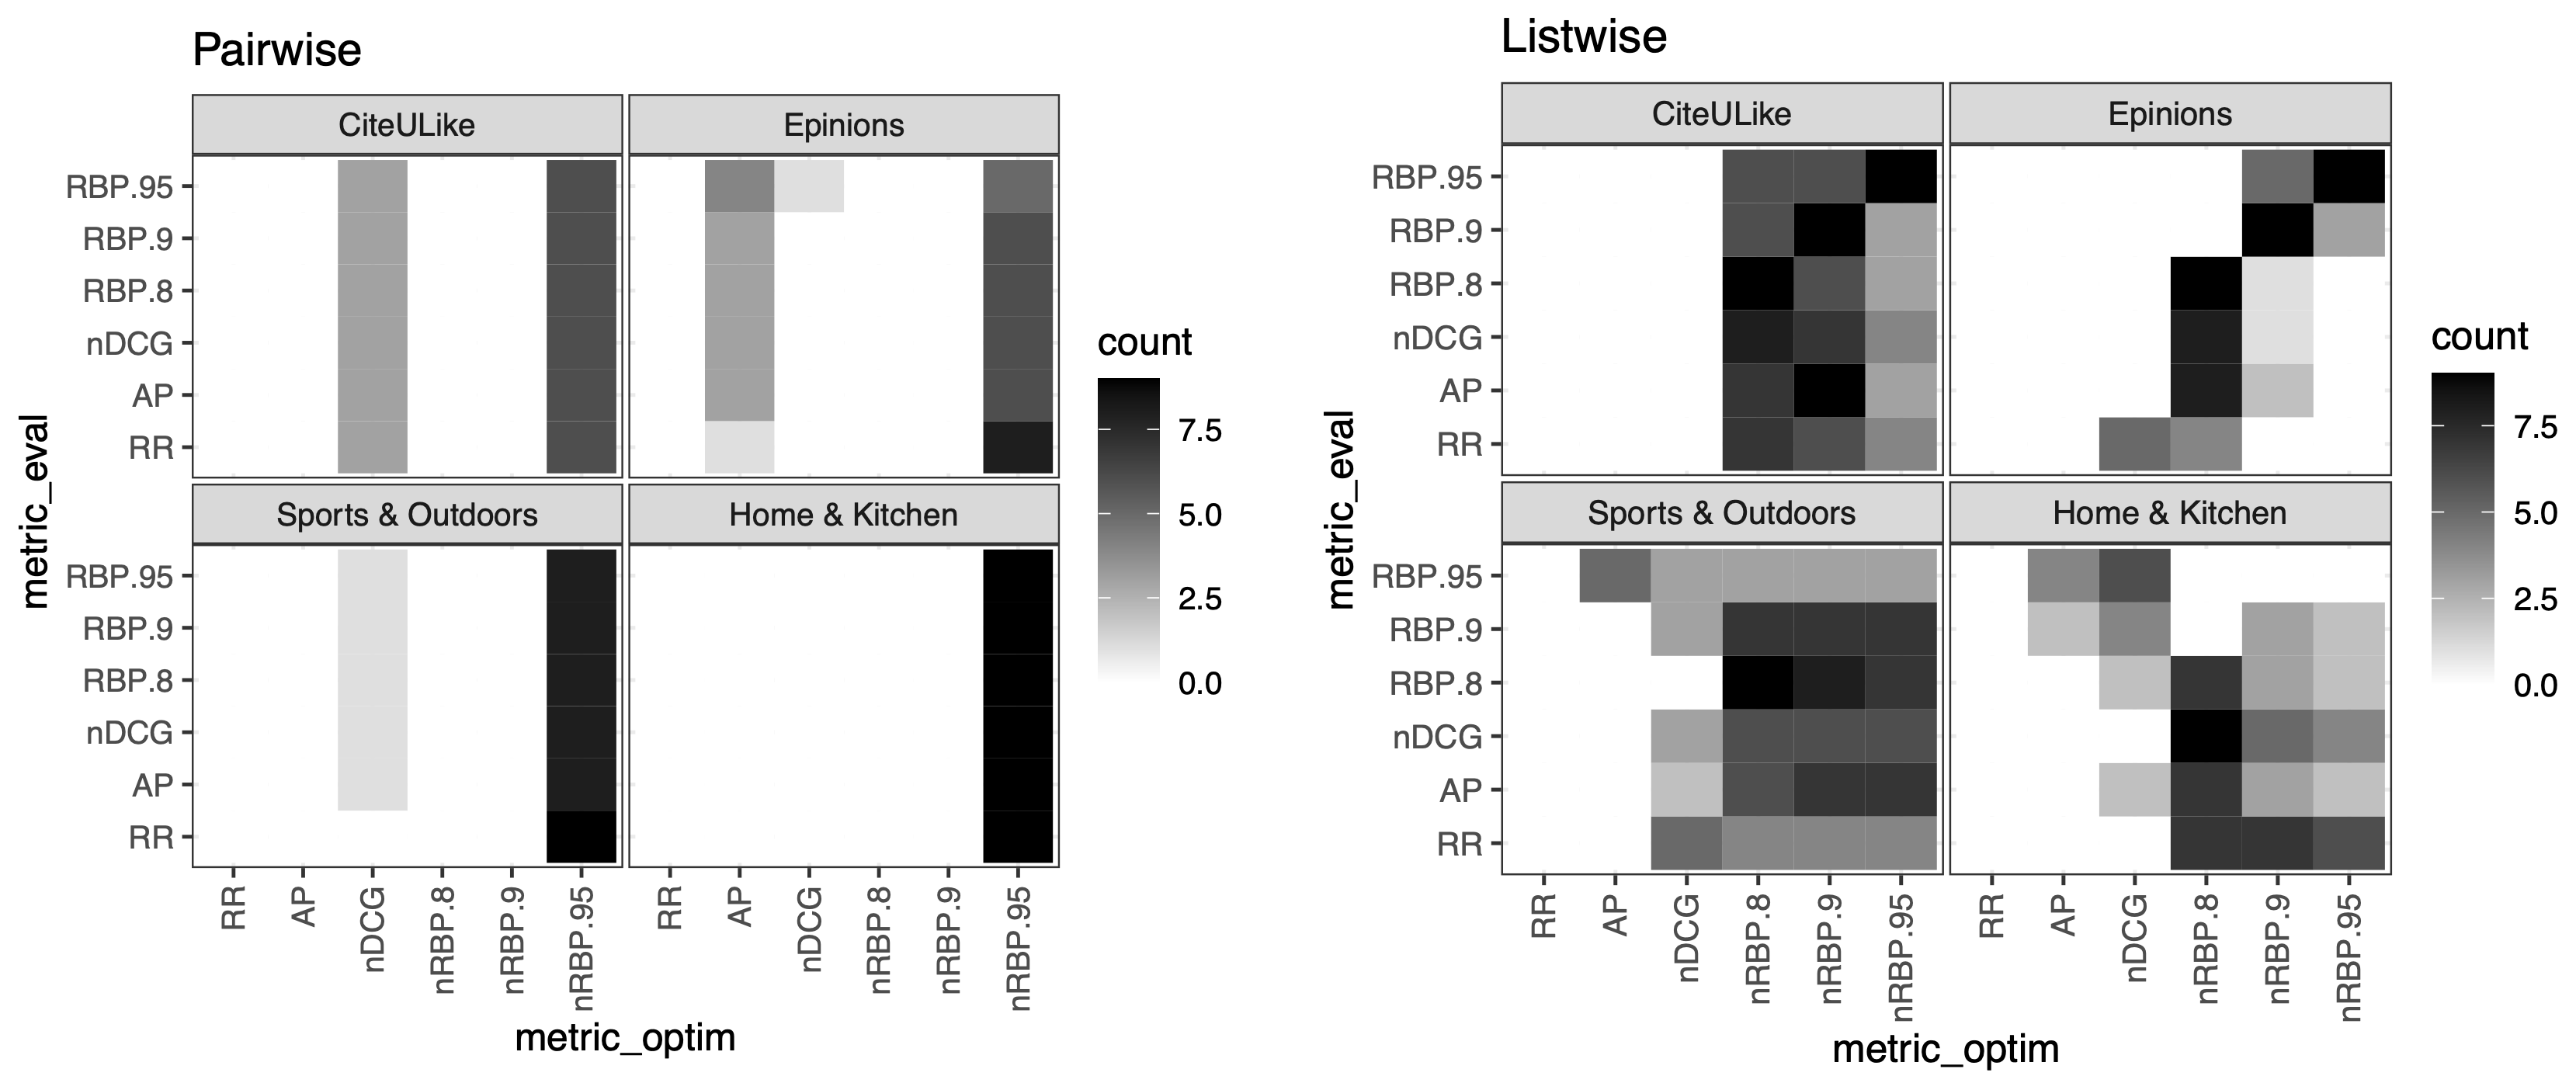 Pairwise
CiteULike Epinions
RBP.95
RBP.9
RBP.8
nDCG
AP
RR
Sports & Outdoors Home & Kitchen
RBP.95
RBP.9
RBP.8
nDCG
AP
RR
metric_eval
RR AP nDCG nRBP.8 nRBP.9 nRBP.95 RR AP nDCG nRBP.8 nRBP.9 nRBP.95
metric_optim
count
7.5
5.0
2.5
0.0
Listwise
CiteULike Epinions
RBP.95
RBP.9
RBP.8
nDCG
AP
RR
Sports & Outdoors Home & Kitchen
RBP.95
RBP.9
RBP.8
nDCG
AP
RR
metric_eval
RR AP nDCG nRBP.8 nRBP.9 nRBP.95 RR AP nDCG nRBP.8 nRBP.9 nRBP.95
metric_optim
count
7.5
5.0
2.5
0.0